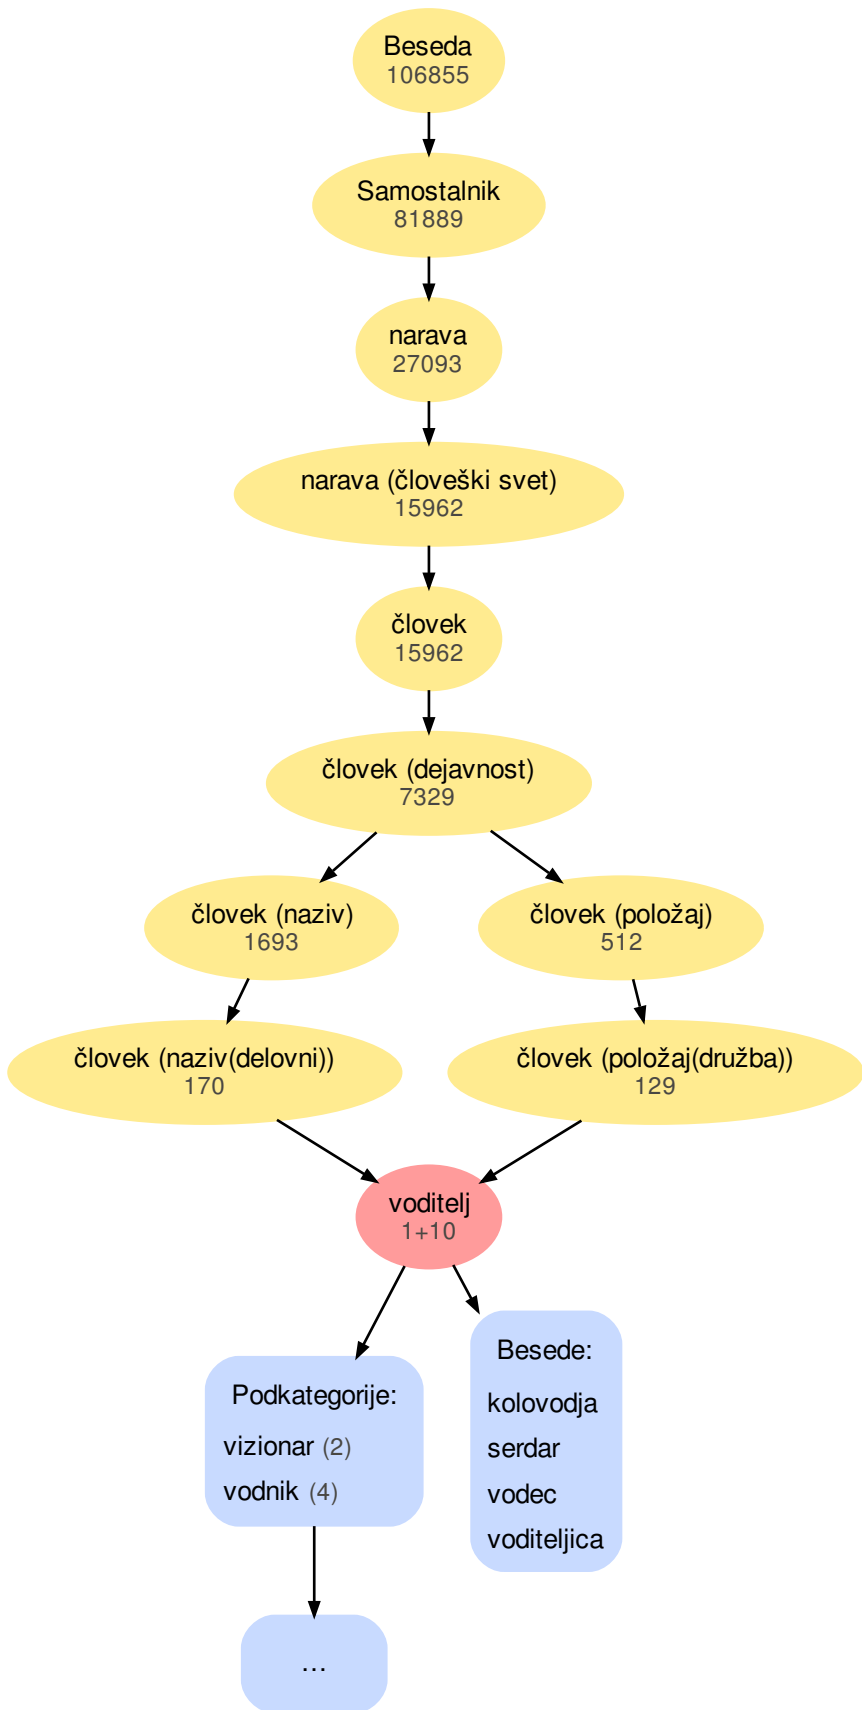 Beseda
106855
Samostalnik
81889
narava
27093
narava (človeški svet)
15962
človek
15962
človek (dejavnost)
7329
človek (naziv)
1693
človek (položaj)
512
človek (naziv(delovni))
170
človek (položaj(družba))
129
voditelj
1+10
Podkategorije:
vizionar (2)
vodnik (4)
Besede:
kolovodja
serdar
vodec
voditeljica
…